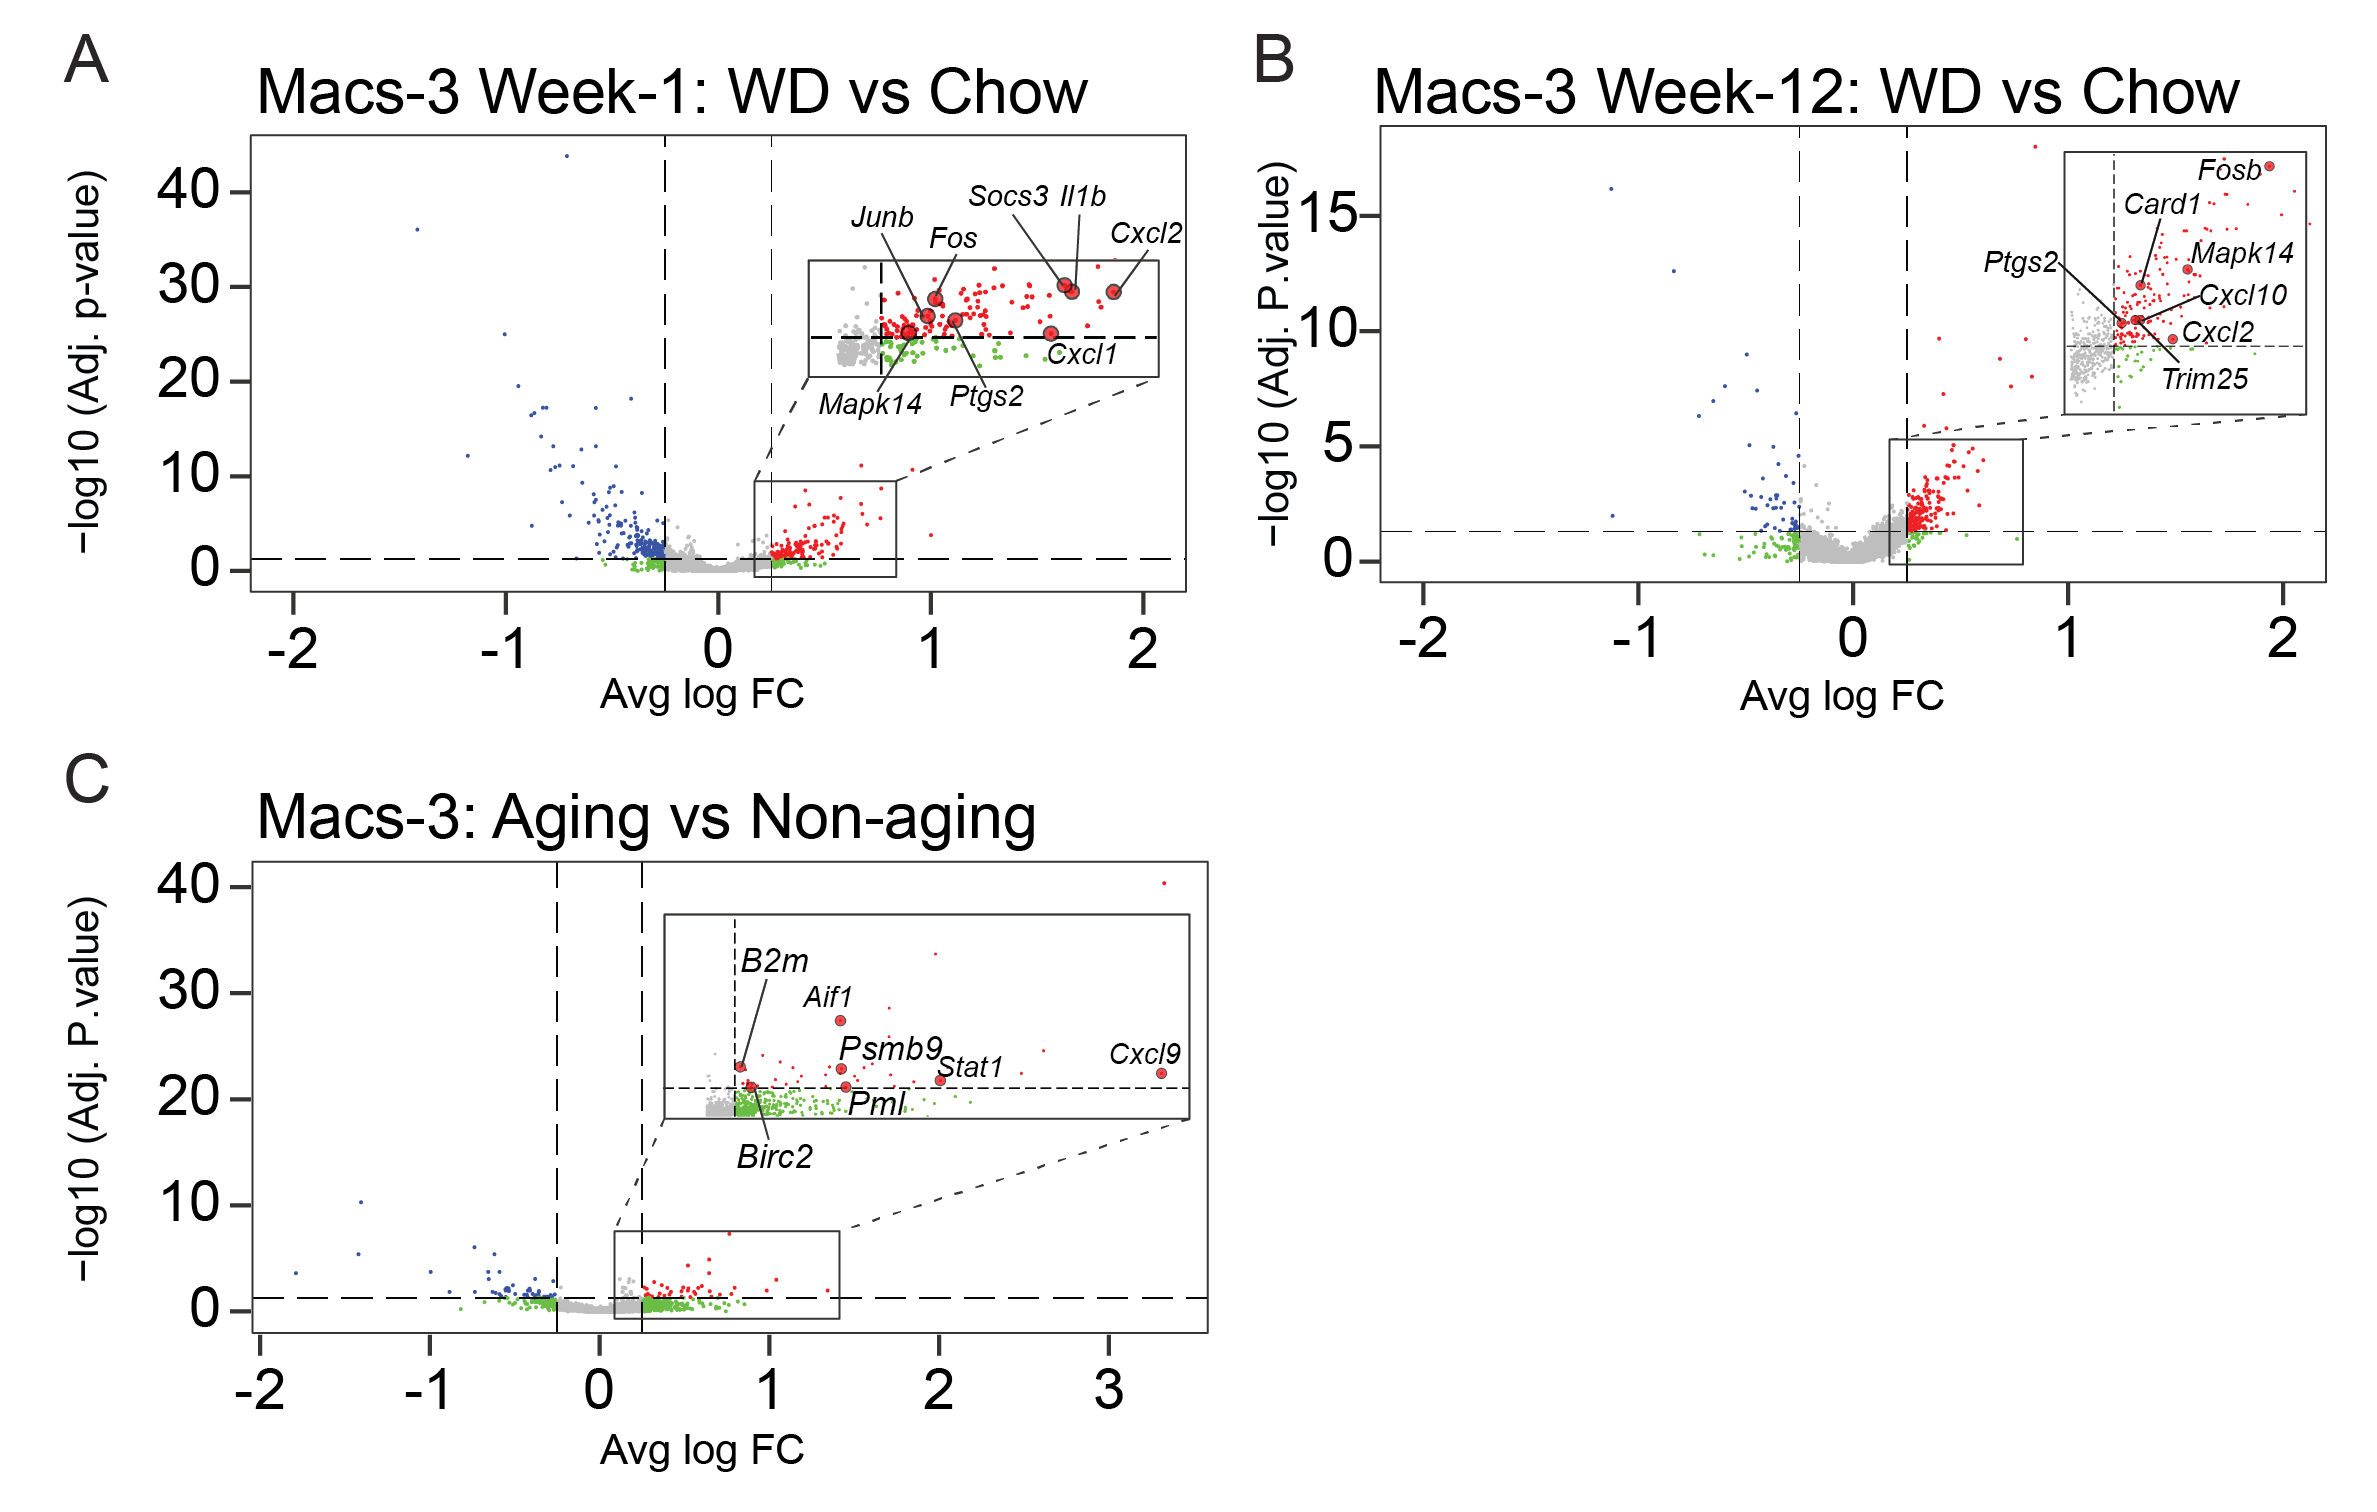 A
Macs-3 Week-1: WD vs Chow
−log10 (Adj. p-value)
40
30
20
10
0
-2
-1
0
1
2
Avg log FC
Socs3
Il1b
Junb
Fos
Cxcl2
Cxcl1
Mapk14
Ptgs2
B
Macs-3 Week-12: WD vs Chow
−log10 (Adj. P.value)
15
10
5
0
-2
-1
0
1
2
Avg log FC
Fosb
Card1
Ptgs2
Mapk14
Cxcl10
Cxcl2
Trim25
C
Macs-3: Aging vs Non-aging
−log10 (Adj. P.value)
40
30
20
10
0
-2
-1
0
1
2
3
Avg log FC
B2m
Aif1
Psmb9
Stat1
Cxcl9
Pml
Birc2